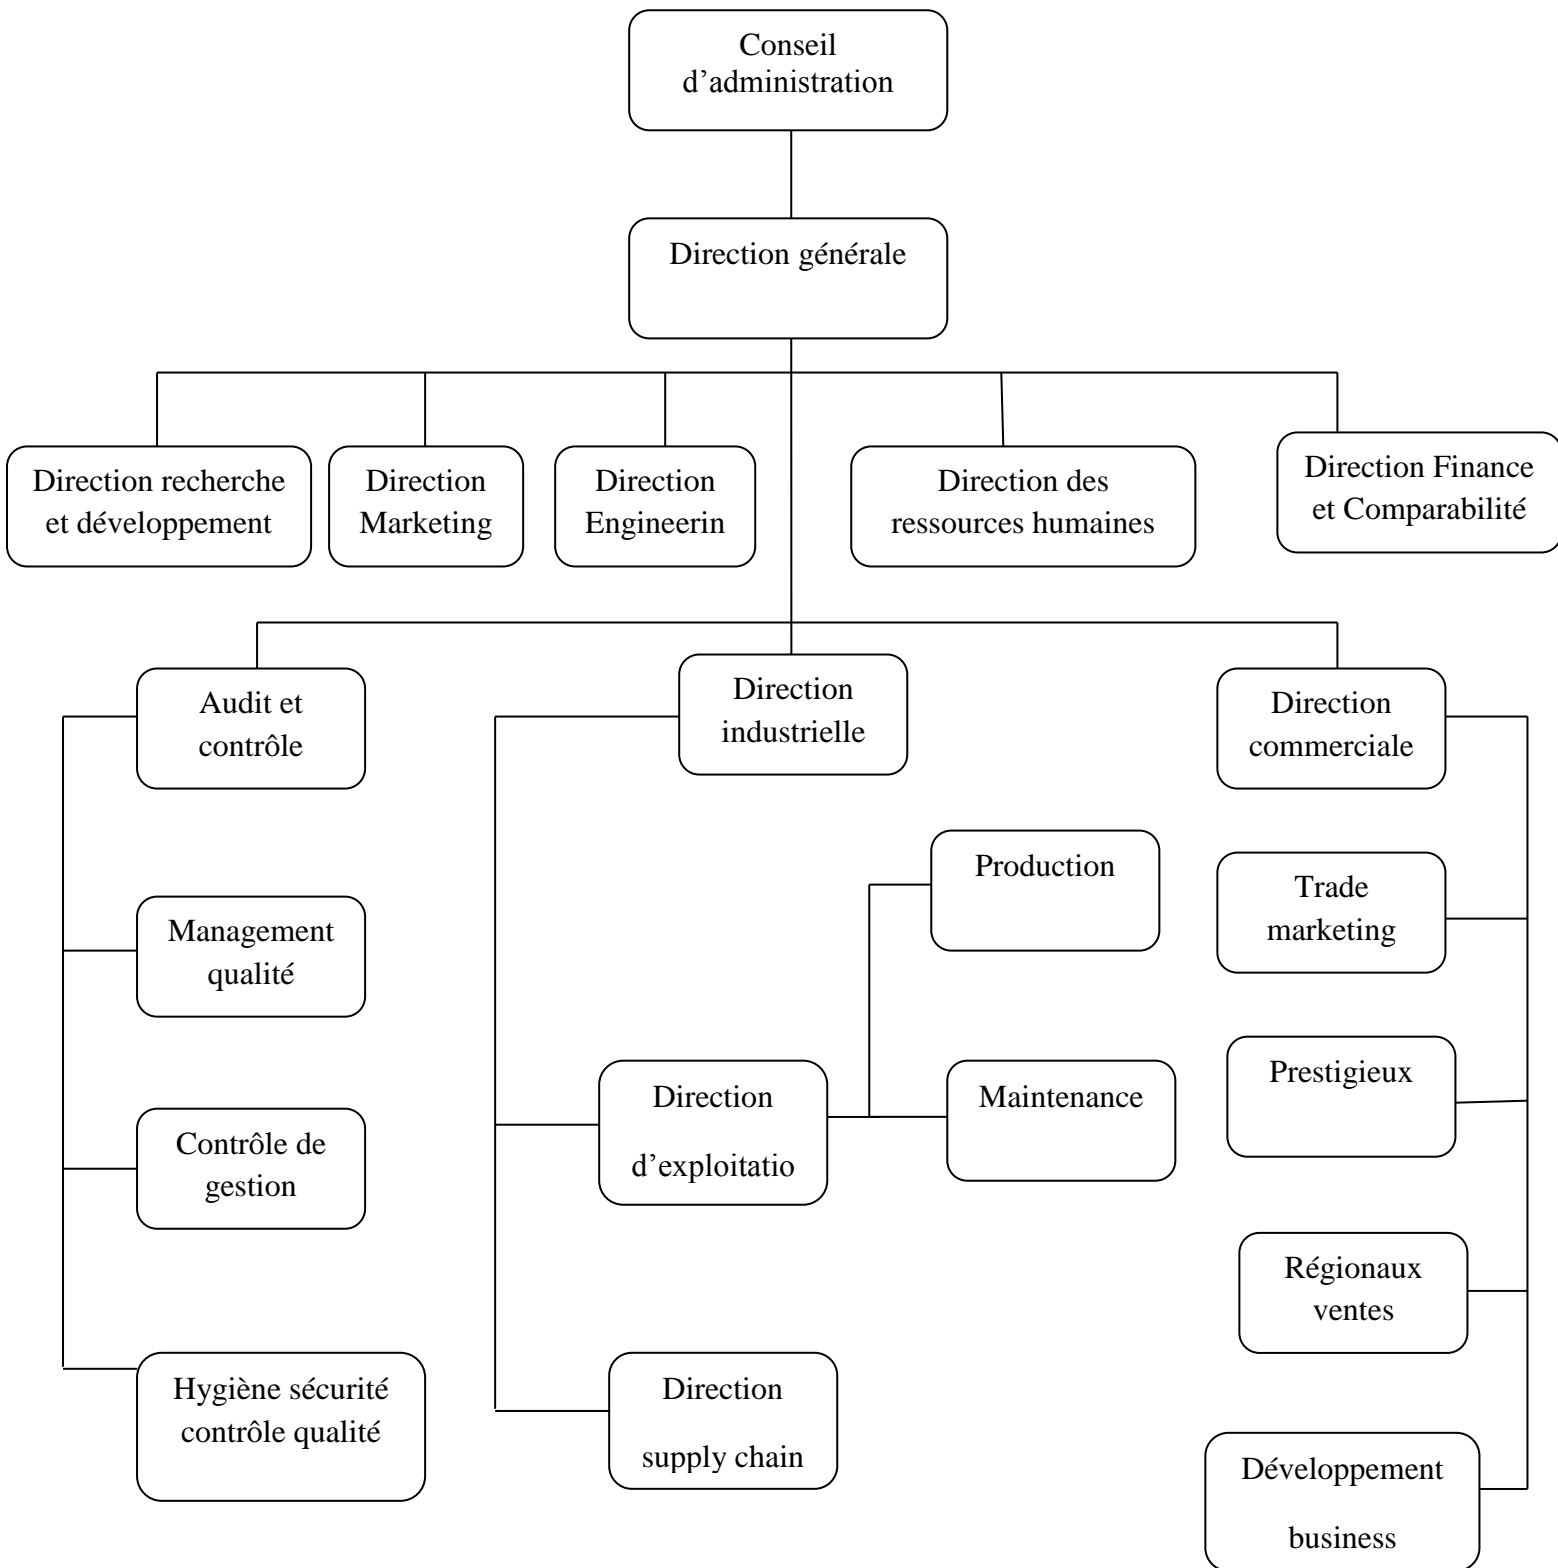 Conseil
d’administration
Direction générale
Direction recherche
et développement
Direction
Marketing
Direction
Engineerin
Direction des
ressources humaines
Direction Finance
et Comparabilité
Audit et
contrôle
Direction
industrielle
Direction
commerciale
Production
Trade
marketing
Management
qualité
Direction
d’exploitatio
Maintenance
Prestigieux
Contrôle de
gestion
Régionaux
ventes
Hygiène sécurité
contrôle qualité
Direction
supply chain
Développement
business